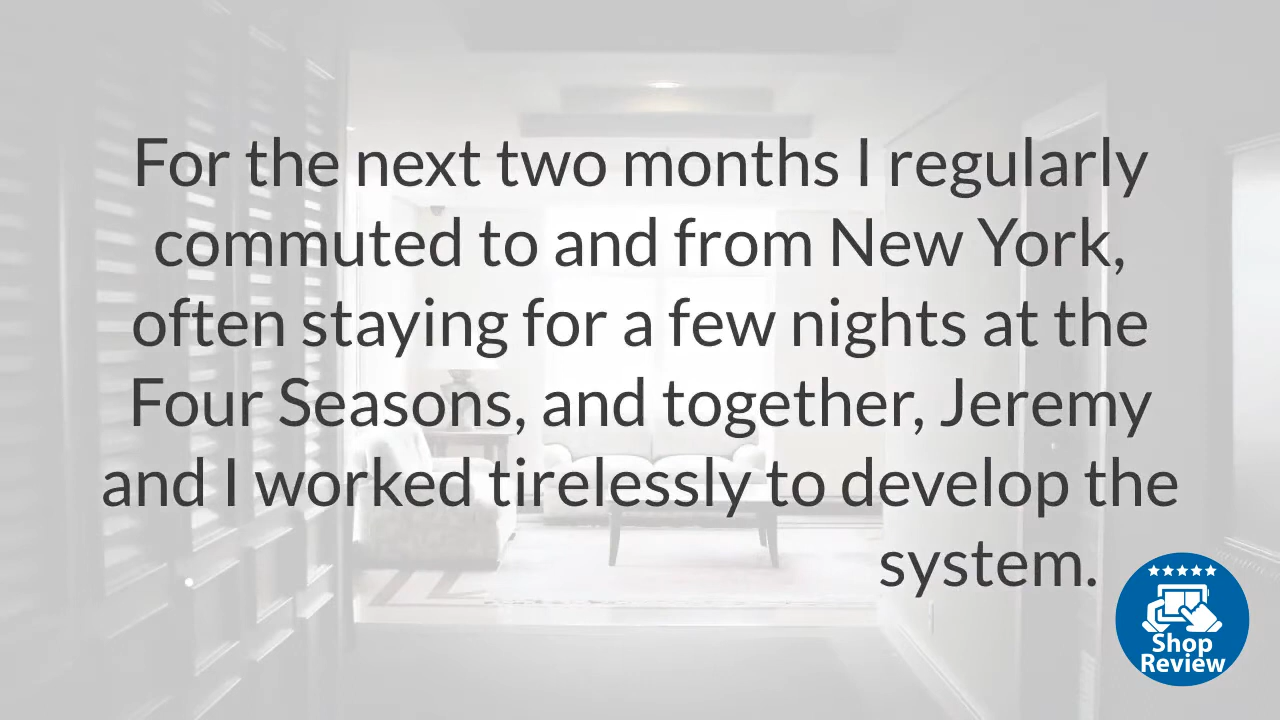 For the next two months I regularly
commuted to and from New York,
often staying for a few nights at the
Four Seasons, and together, Jeremy
and I worked tirelessly to develop the
system.
Shop
Review